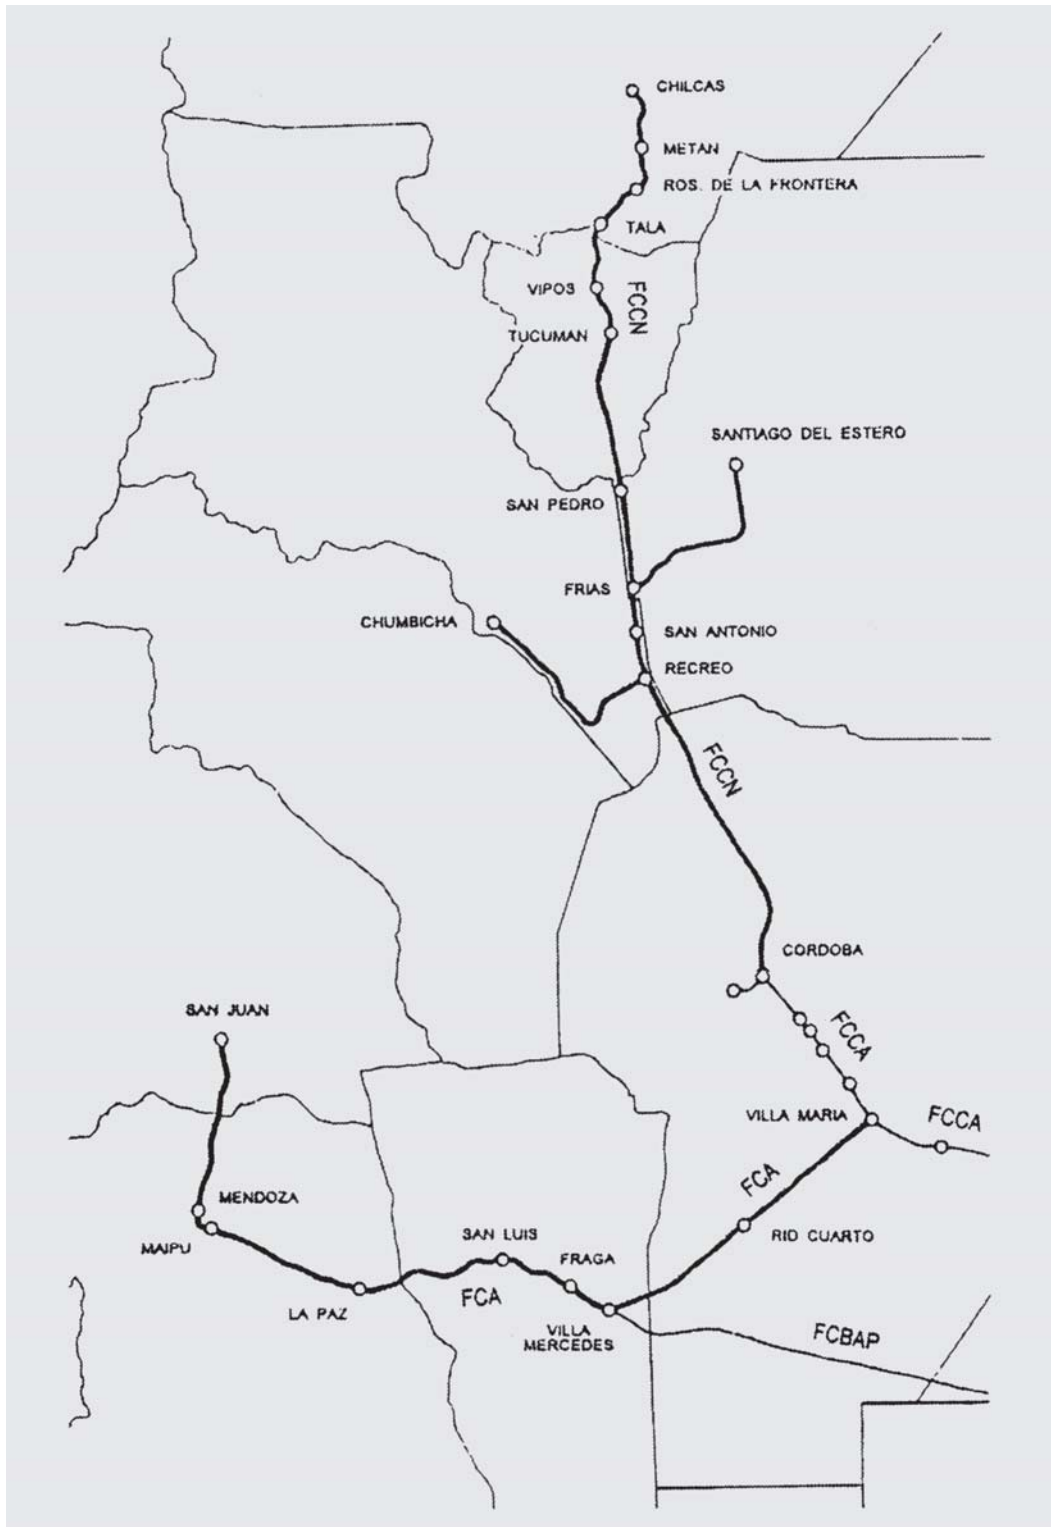 CHILCAS
METAN
ROS. DE LA FRONTERA
TALA
VIPOS
FCCN
TUCUMAN
SANTIAGO DEL ESTERO
SAN PEDRO
FRIAS
CHUMBICHA
SAN ANTONIO
RECREO
FCCN
CORDOBA
SAN JUAN
FCCA
VILLA MARIA
FCCA
FCA
MENDOZA
MAIPU
SAN LUIS
RIO CUARTO
FRAGA
LA PAZ
FCA
VILLA
MERCEDES
FCBAP